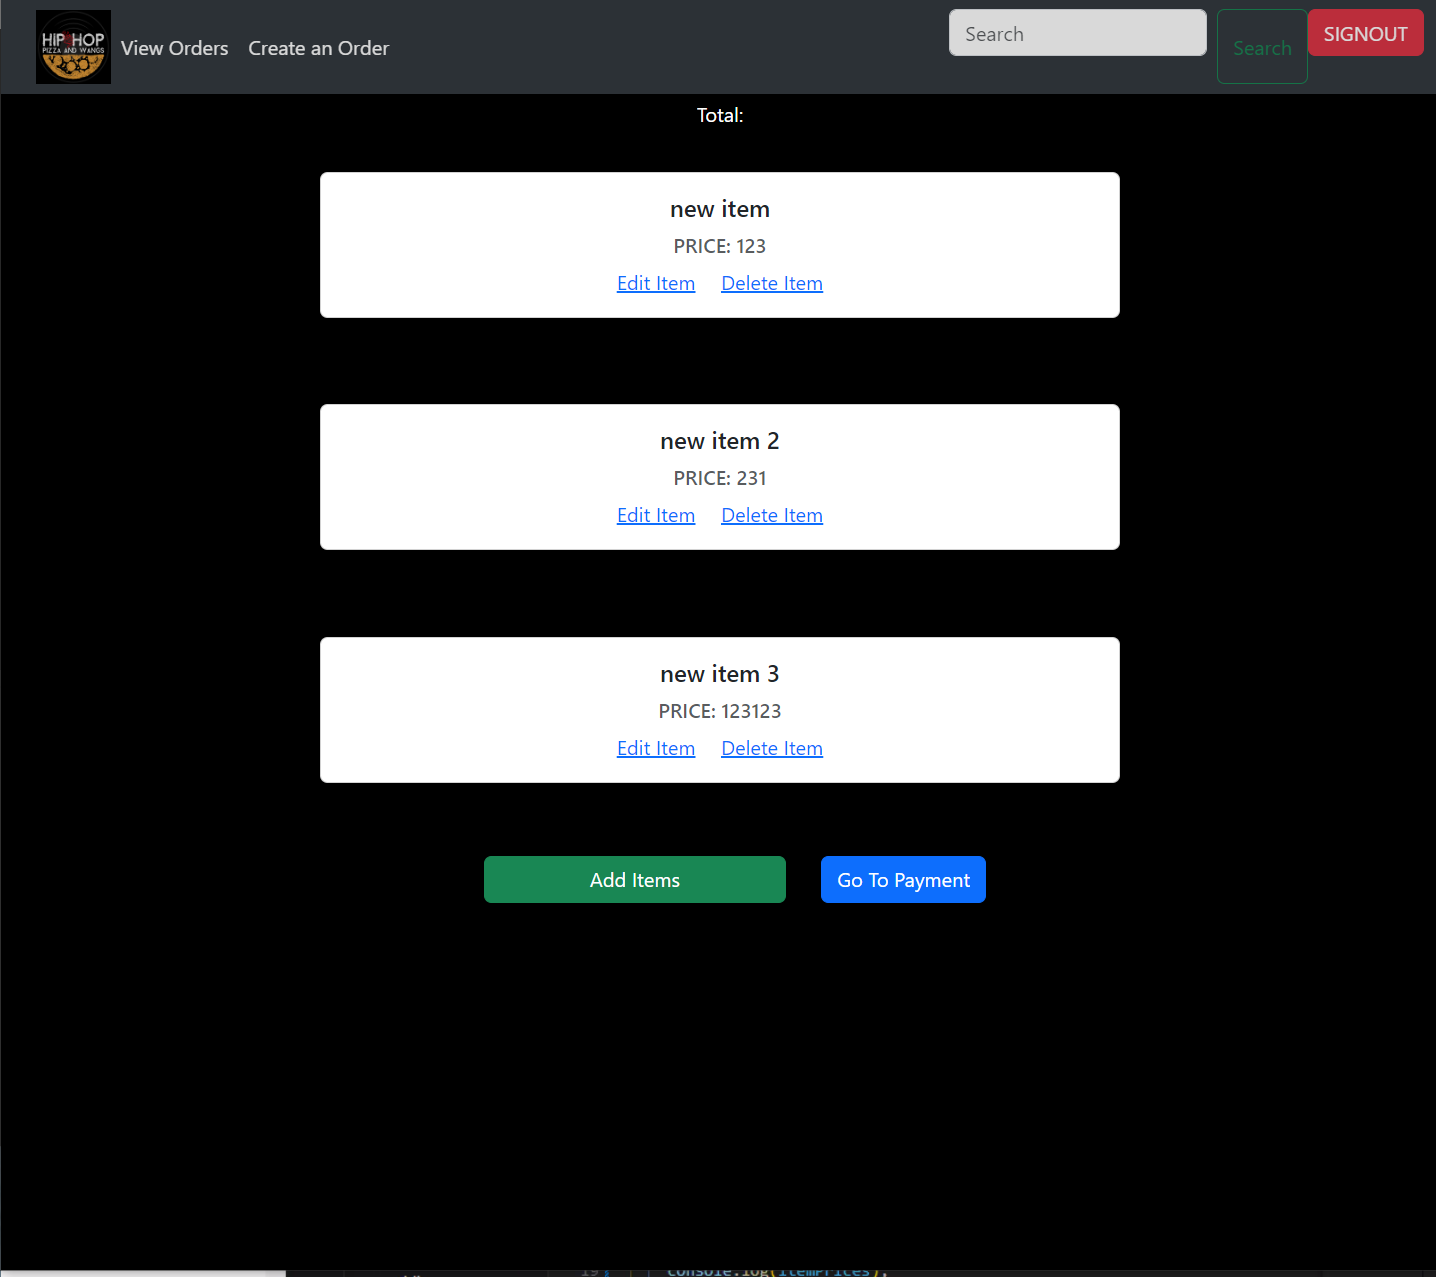 HIP HOP
PIZZA AND WANGS
View Orders Create an Order Search Search SIGNOUT
Total:
new item
PRICE: 123
Edit Item Delete Item
new item 2
PRICE: 231
Edit Item Delete Item
new item 3
PRICE: 123123
Edit Item Delete Item
Add Items Go To Payment
19 console.log(itemPrices);